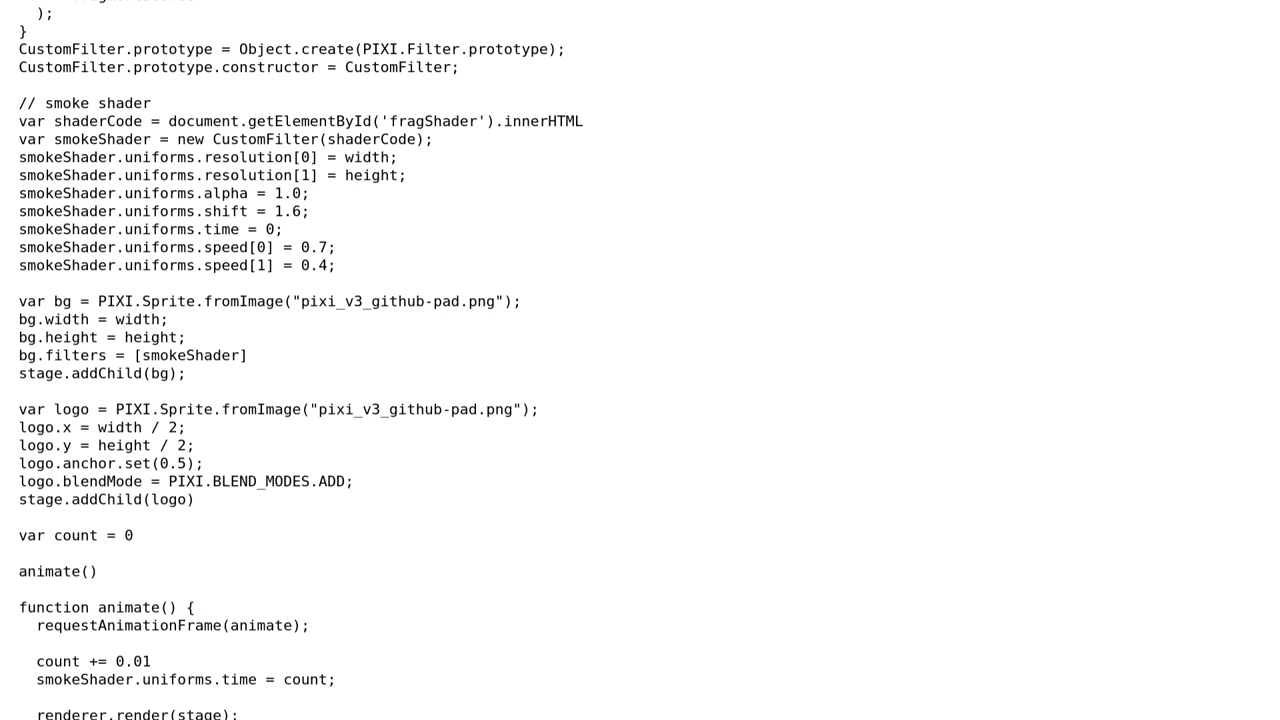 );
}
CustomFilter.prototype = Object.create(PIXI.Filter.prototype);
CustomFilter.prototype.constructor = CustomFilter;

// smoke shader
var shaderCode = document.getElementById('fragShader').innerHTML
var smokeShader = new CustomFilter(shaderCode);
smokeShader.uniforms.resolution[0] = width;
smokeShader.uniforms.resolution[1] = height;
smokeShader.uniforms.alpha = 1.0;
smokeShader.uniforms.shift = 1.6;
smokeShader.uniforms.time = 0;
smokeShader.uniforms.speed[0] = 0.7;
smokeShader.uniforms.speed[1] = 0.4;

var bg = PIXI.Sprite.fromImage("pixi_v3_github-pad.png");
bg.width = width;
bg.height = height;
bg.filters = [smokeShader]
stage.addChild(bg);

var logo = PIXI.Sprite.fromImage("pixi_v3_github-pad.png");
logo.x = width / 2;
logo.y = height / 2;
logo.anchor.set(0.5);
logo.blendMode = PIXI.BLEND_MODES.ADD;
stage.addChild(logo)

var count = 0

animate()

function animate() {
  requestAnimationFrame(animate);

  count += 0.01
  smokeShader.uniforms.time = count;

  renderer.render(stage);